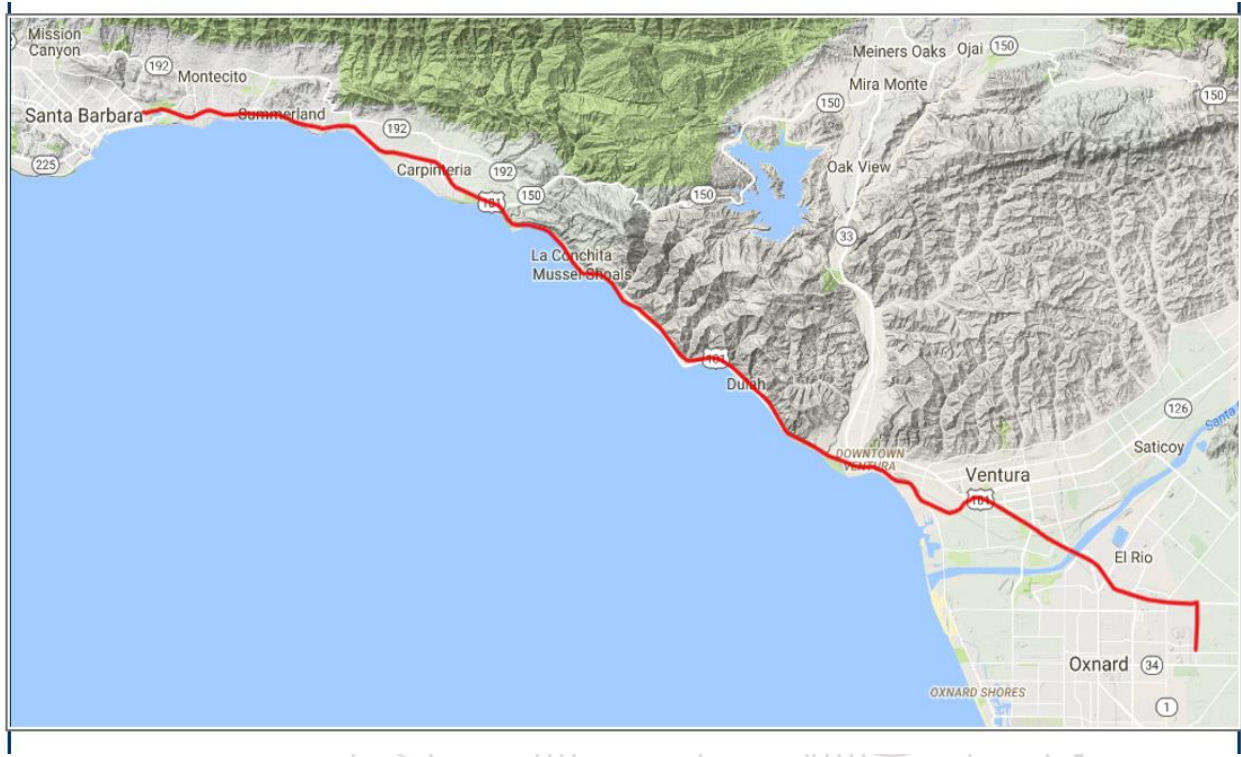 Mission
Canyon
192
Montecito
Santa Barbara
Summerland
225
192
Carpinteria
192
101
150
La Conchita
Mussel Shoals
150
Meiners Oaks
Ojai
150
Mira Monte
150
150
Oak View
33
101
Dulah
126
Santa
Saticoy
DOWNTOWN
VENTURA
Ventura
101
El Rio
Oxnard
34
OXNARD SHORES
1